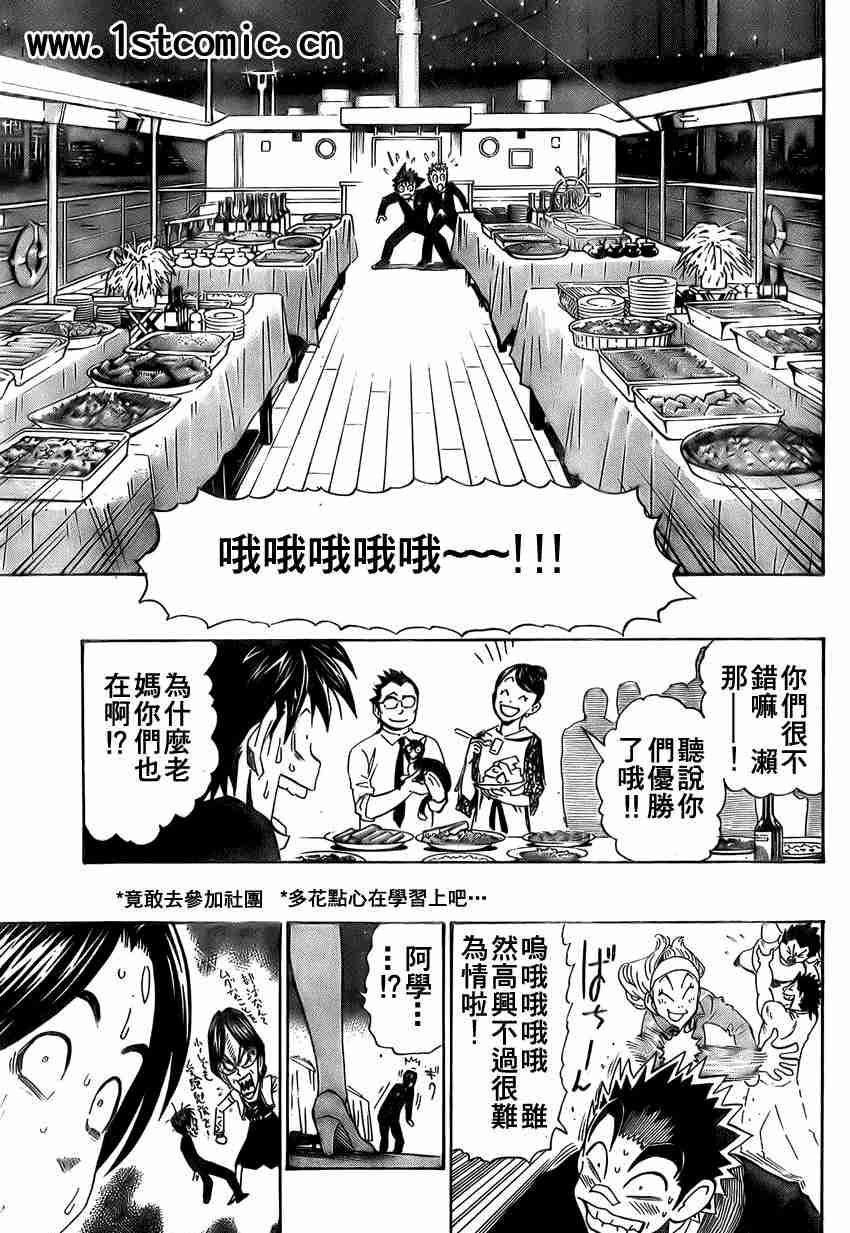 www.1stcomic.cn
哦哦哦哦哦~~~!!!
你們很不
錯嘛 瀨
那——!
聽說你
們優勝
了哦!!
為什麼老
媽你們也
在啊!?
*竟敢去參加社團 *多花點心在學習上吧…
嗚哦哦哦哦 雖
然高興不過很難
為情啦!
ばちーん
阿學…
…!?